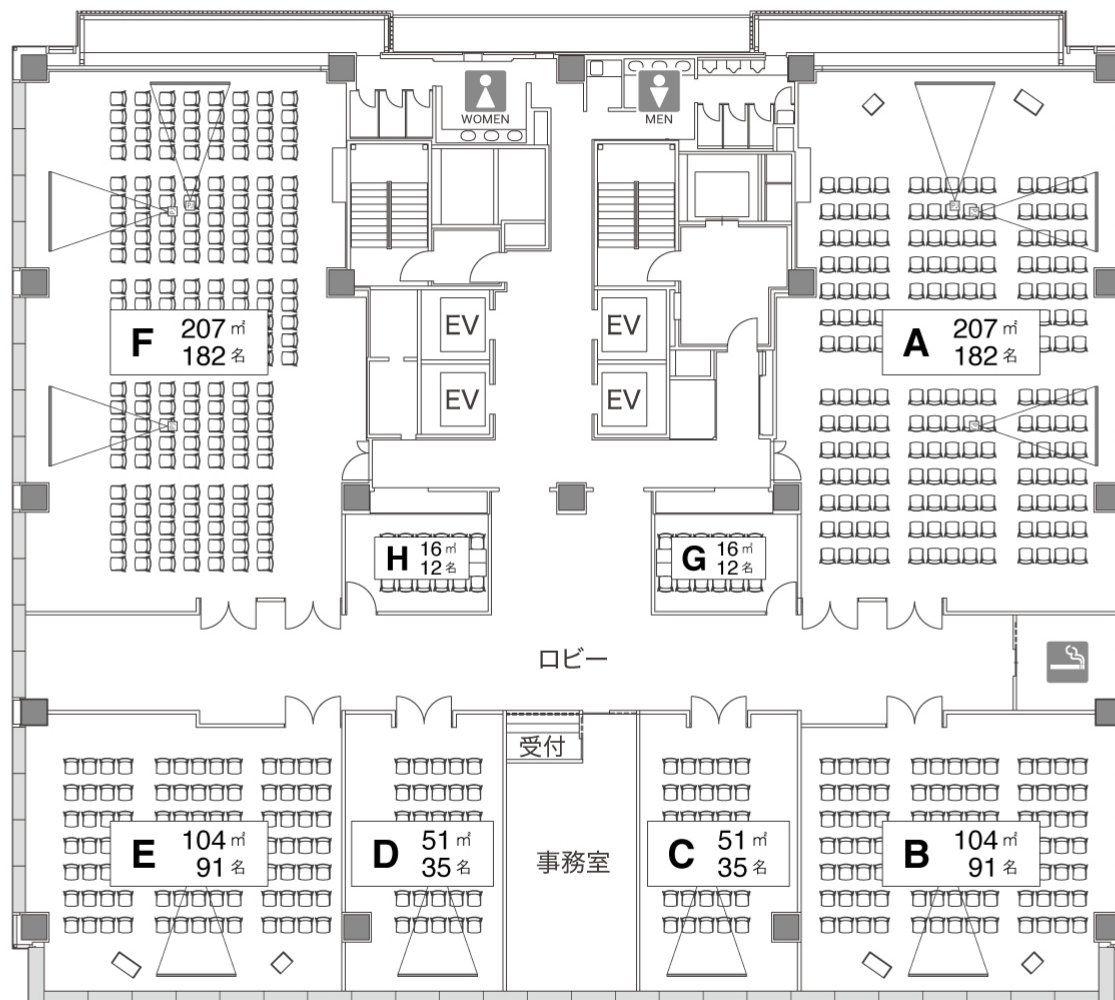 WOMEN
MEN
F 207㎡
182名
EV
EV
A 207㎡
182名
EV
EV
H 16㎡
12名
G 16㎡
12名
ロビー
受付
E 104㎡
91名
D 51㎡
35名
事務室
C 51㎡
35名
B 104㎡
91名